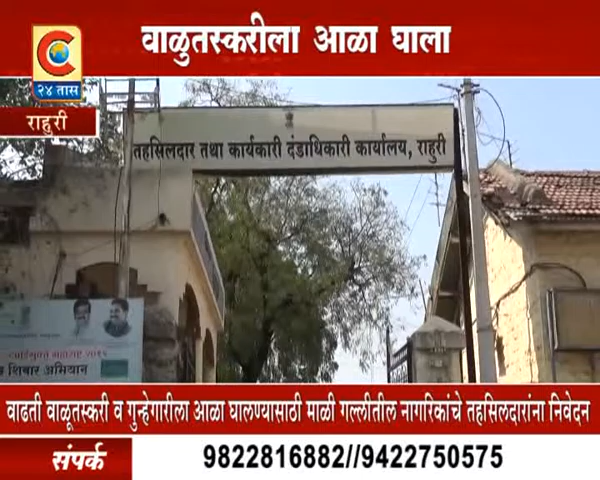 वाळुतस्करीला आळा घाला
C
२४ तास
राहुरी
तहसिलदार तथा कार्यकारी दंडाधिकारी कार्यालय, राहुरी
शिबार अभियान
वाढती वाळूतस्करी व गुन्हेगारीला आळा घालण्यासाठी माळी गल्लीतील नागरिकांचे तहसिलदारांना निवेदन
संपर्क 9822816882//9422750575